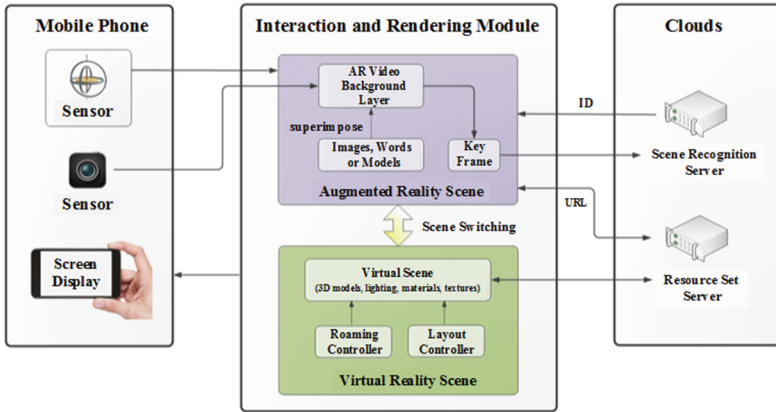 Mobile Phone
Sensor
Sensor
Screen
Display
Interaction and Rendering Module
AR Video
Background
Layer
superimpose
Images, Words
or Models
Key
Frame
Augmented Reality Scene
Scene Switching
Virtual Scene
(3D models, lighting, materials, textures)
Roaming
Controller
Layout
Controller
Virtual Reality Scene
Clouds
ID
Scene Recognition
Server
URL
Resource Set
Server